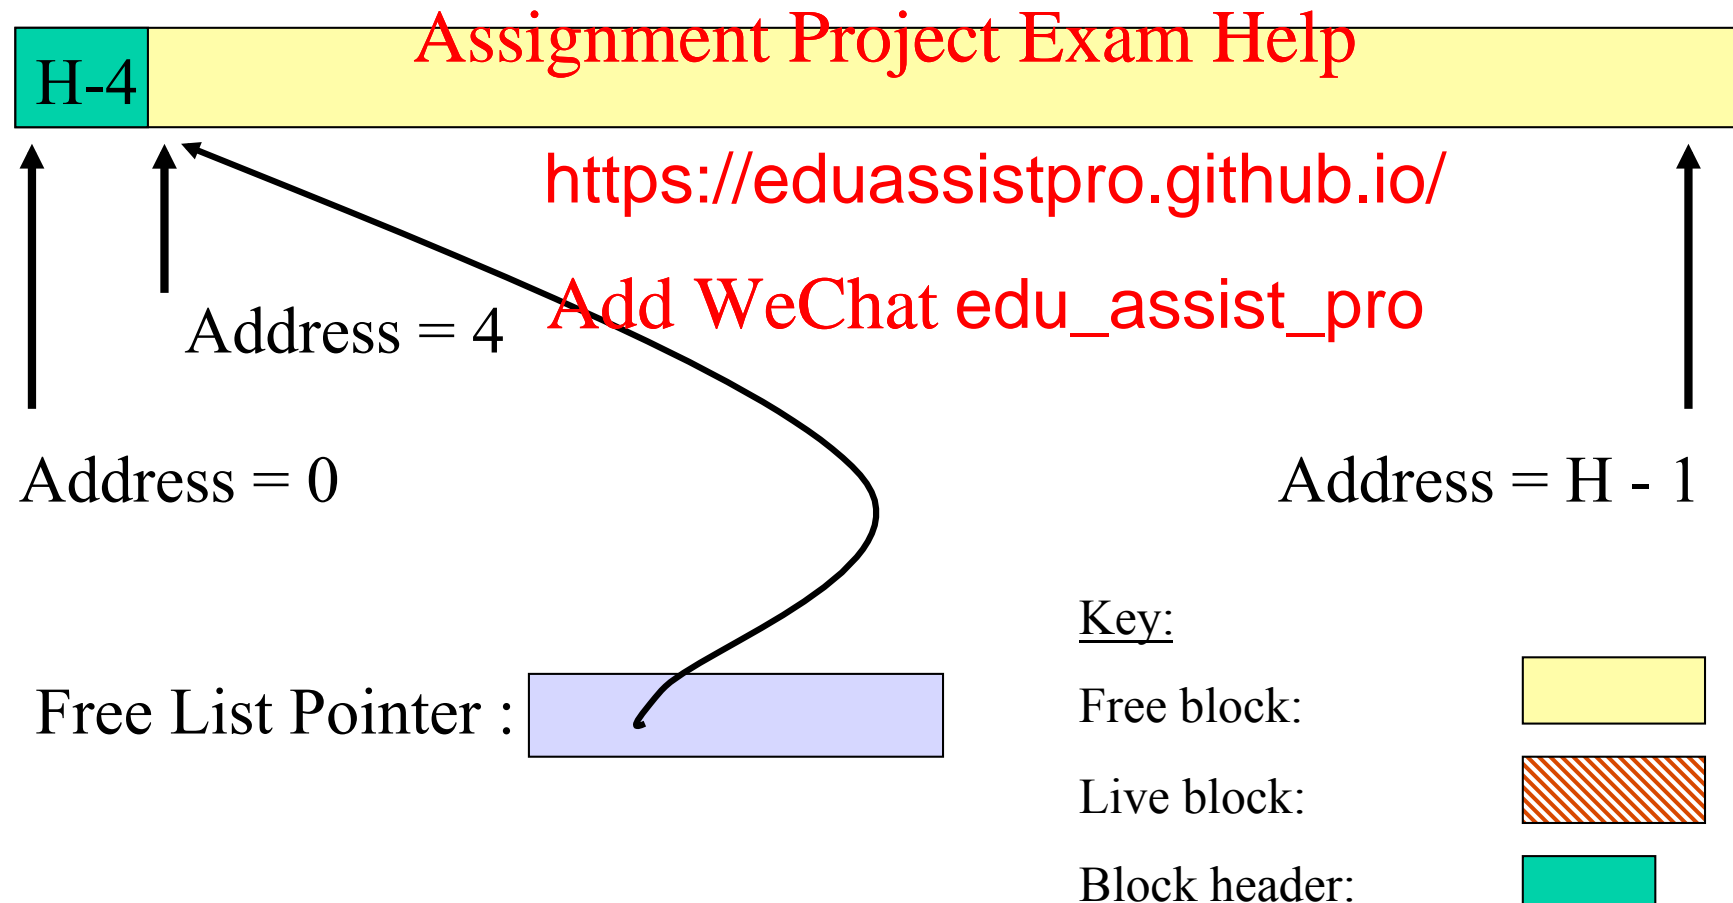 Assignment Project Exam Help
H-4
https://eduassistpro.github.io/
Add WeChat edu_assist_pro
Address = 4
Address = 0
Address = H - 1
Key:
Free List Pointer :
Free block:
Live block:
Block header: